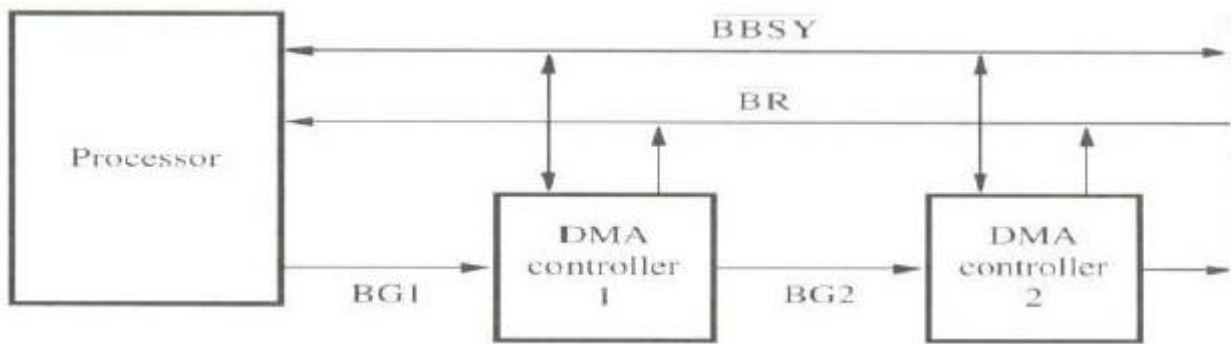 BBSY
BR
Processor
DMA
controller
1
DMA
controller
2
BG1
BG2